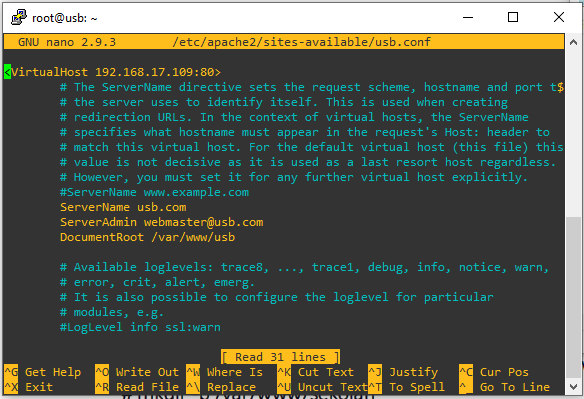 root@usb: ~
GNU nano 2.9.3 /etc/apache2/sites-available/usb.conf
<VirtualHost 192.168.17.109:80>
# The ServerName directive sets the request scheme, hostname and port t$
# the server uses to identify itself. This is used when creating
# redirection URLs. In the context of virtual hosts, the ServerName
# specifies what hostname must appear in the request's Host: header to
# match this virtual host. For the default virtual host (this file) this
# value is not decisive as it is used as a last resort host regardless.
# However, you must set it for any further virtual host explicitly.
#ServerName www.example.com
ServerName usb.com
ServerAdmin webmaster@usb.com
DocumentRoot /var/www/usb
# Available loglevels: trace8, ..., trace1, debug, info, notice, warn,
# error, crit, alert, emerg.
# It is also possible to configure the loglevel for particular
# modules, e.g.
#LogLevel info ssl:warn
[ Read 31 lines ]
^G Get Help ^O Write Out ^W Where Is ^K Cut Text ^J Justify ^C Cur Pos
^X Exit ^R Read File ^\ Replace ^U Uncut Text ^T To Spell ^_ Go To Line